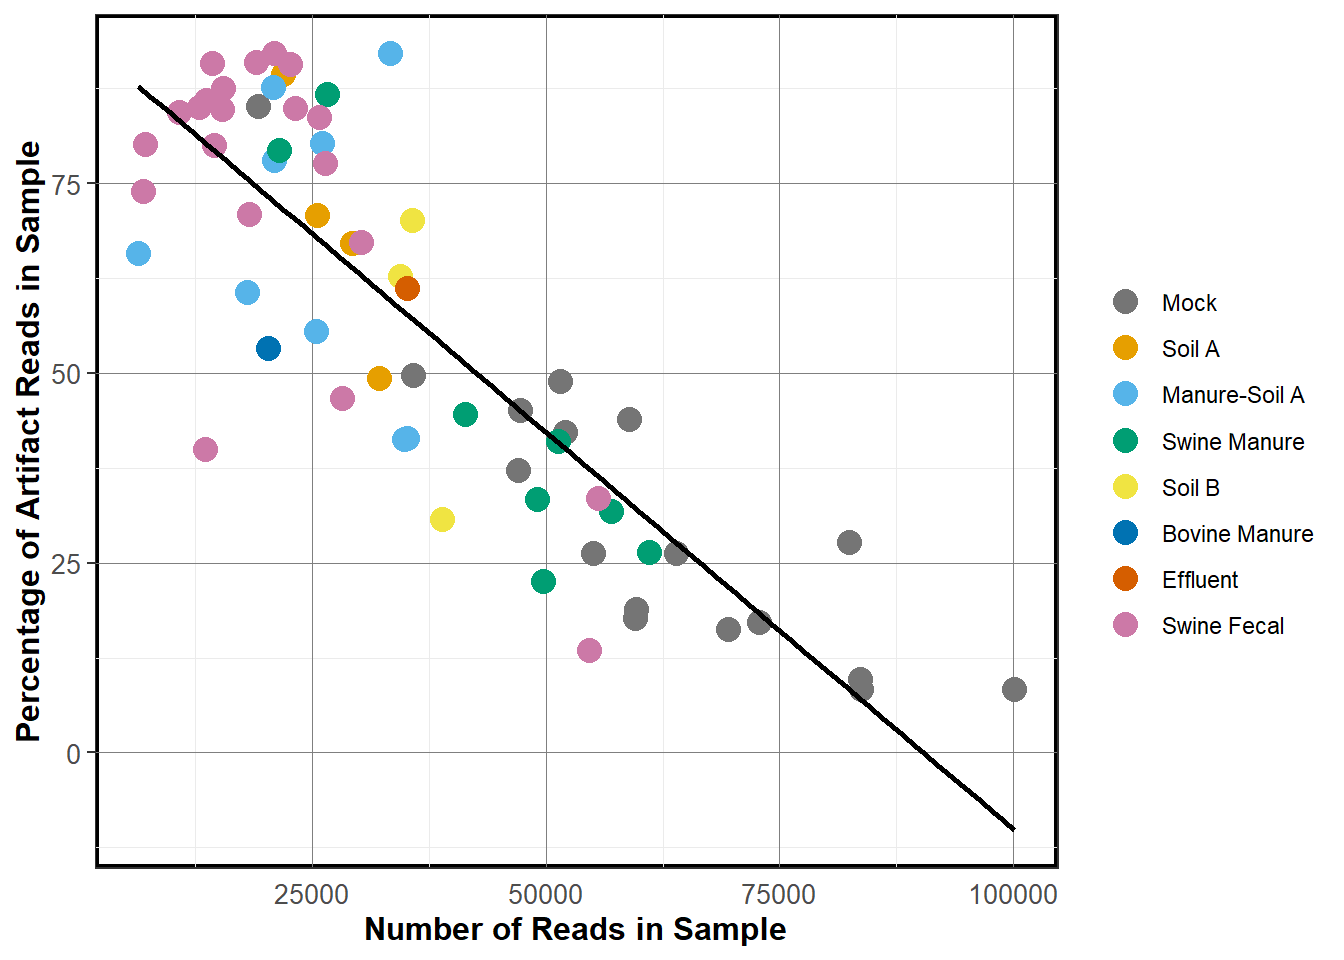 Percentage of Artifact Reads in Sample
75
50
25
0
25000 50000 75000 100000
Number of Reads in Sample
Mock
Soil A
Manure-Soil A
Swine Manure
Soil B
Bovine Manure
Effluent
Swine Fecal